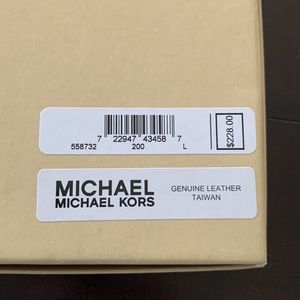 7 22947 43458 7
558732 200 L
$228.00
MICHAEL
MICHAEL KORS
GENUINE LEATHER
TAIWAN